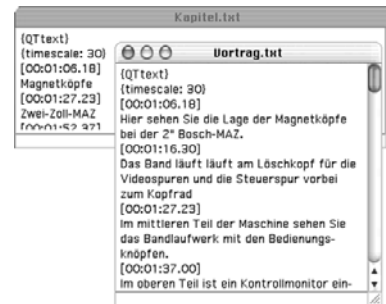 Kapitel.txt
{QTtext}
{timescale: 30}
[00:01:06.18]
Magnetköpfe
[00:01:27.23]
Zwei-Zoll-MAZ
[00:01:52.37]
Vortrag.txt
{QTtext}
{timescale: 30}
[00:01:06.18]
Hier sehen Sie die Lage der Magnetköpfe
bei der 2" Bosch-MAZ.
[00:01:16.30]
Das Band läuft läuft am Löschkopf für die
Videospuren und die Steuerspur vorbei
zum Kopfrad
[00:01:27.23]
Im mittleren Teil der Maschine sehen Sie
das Bandlaufwerk mit den Bedienungs-
knöpfen.
[00:01:37.00]
Im oberen Teil ist ein Kontrollmonitor ein-